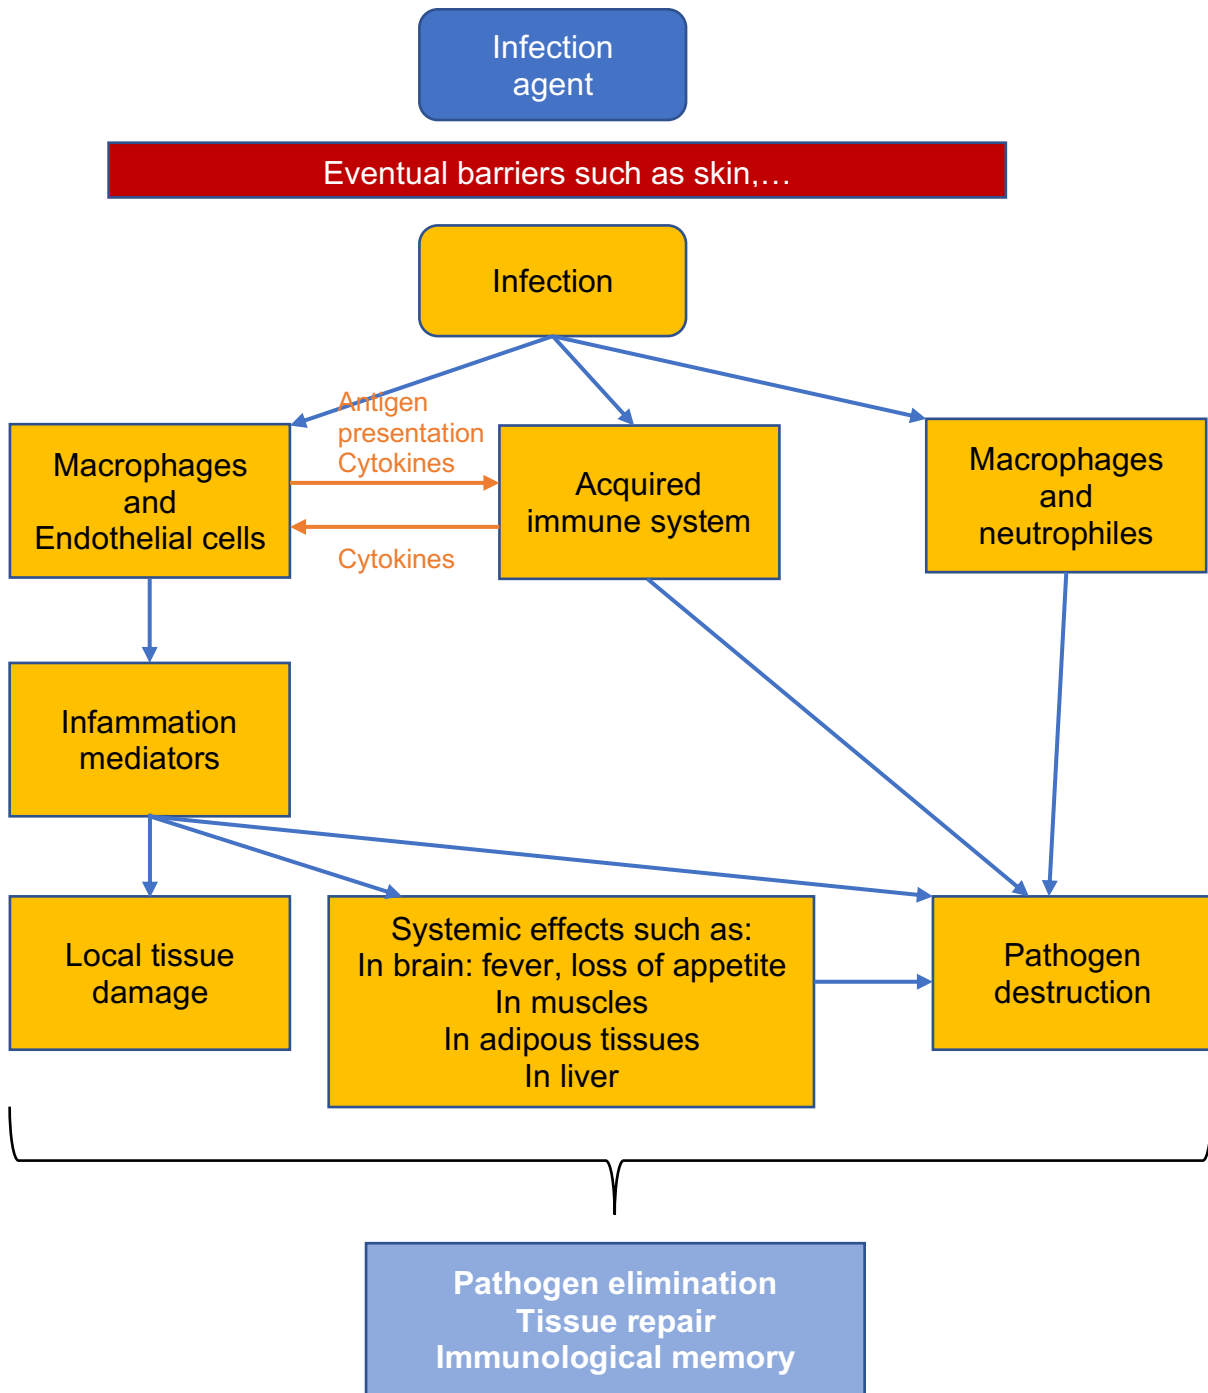 Infection
agent
Eventual barriers such as skin,…
Infection
Antigen
presentation
Cytokines
Macrophages
and
Endothelial cells
Acquired
immune system
Macrophages
and
neutrophiles
Cytokines
Infammation
mediators
Local tissue
damage
Systemic effects such as:
In brain: fever, loss of appetite
In muscles
In adipous tissues
In liver
Pathogen
destruction
Pathogen elimination
Tissue repair
Immunological memory